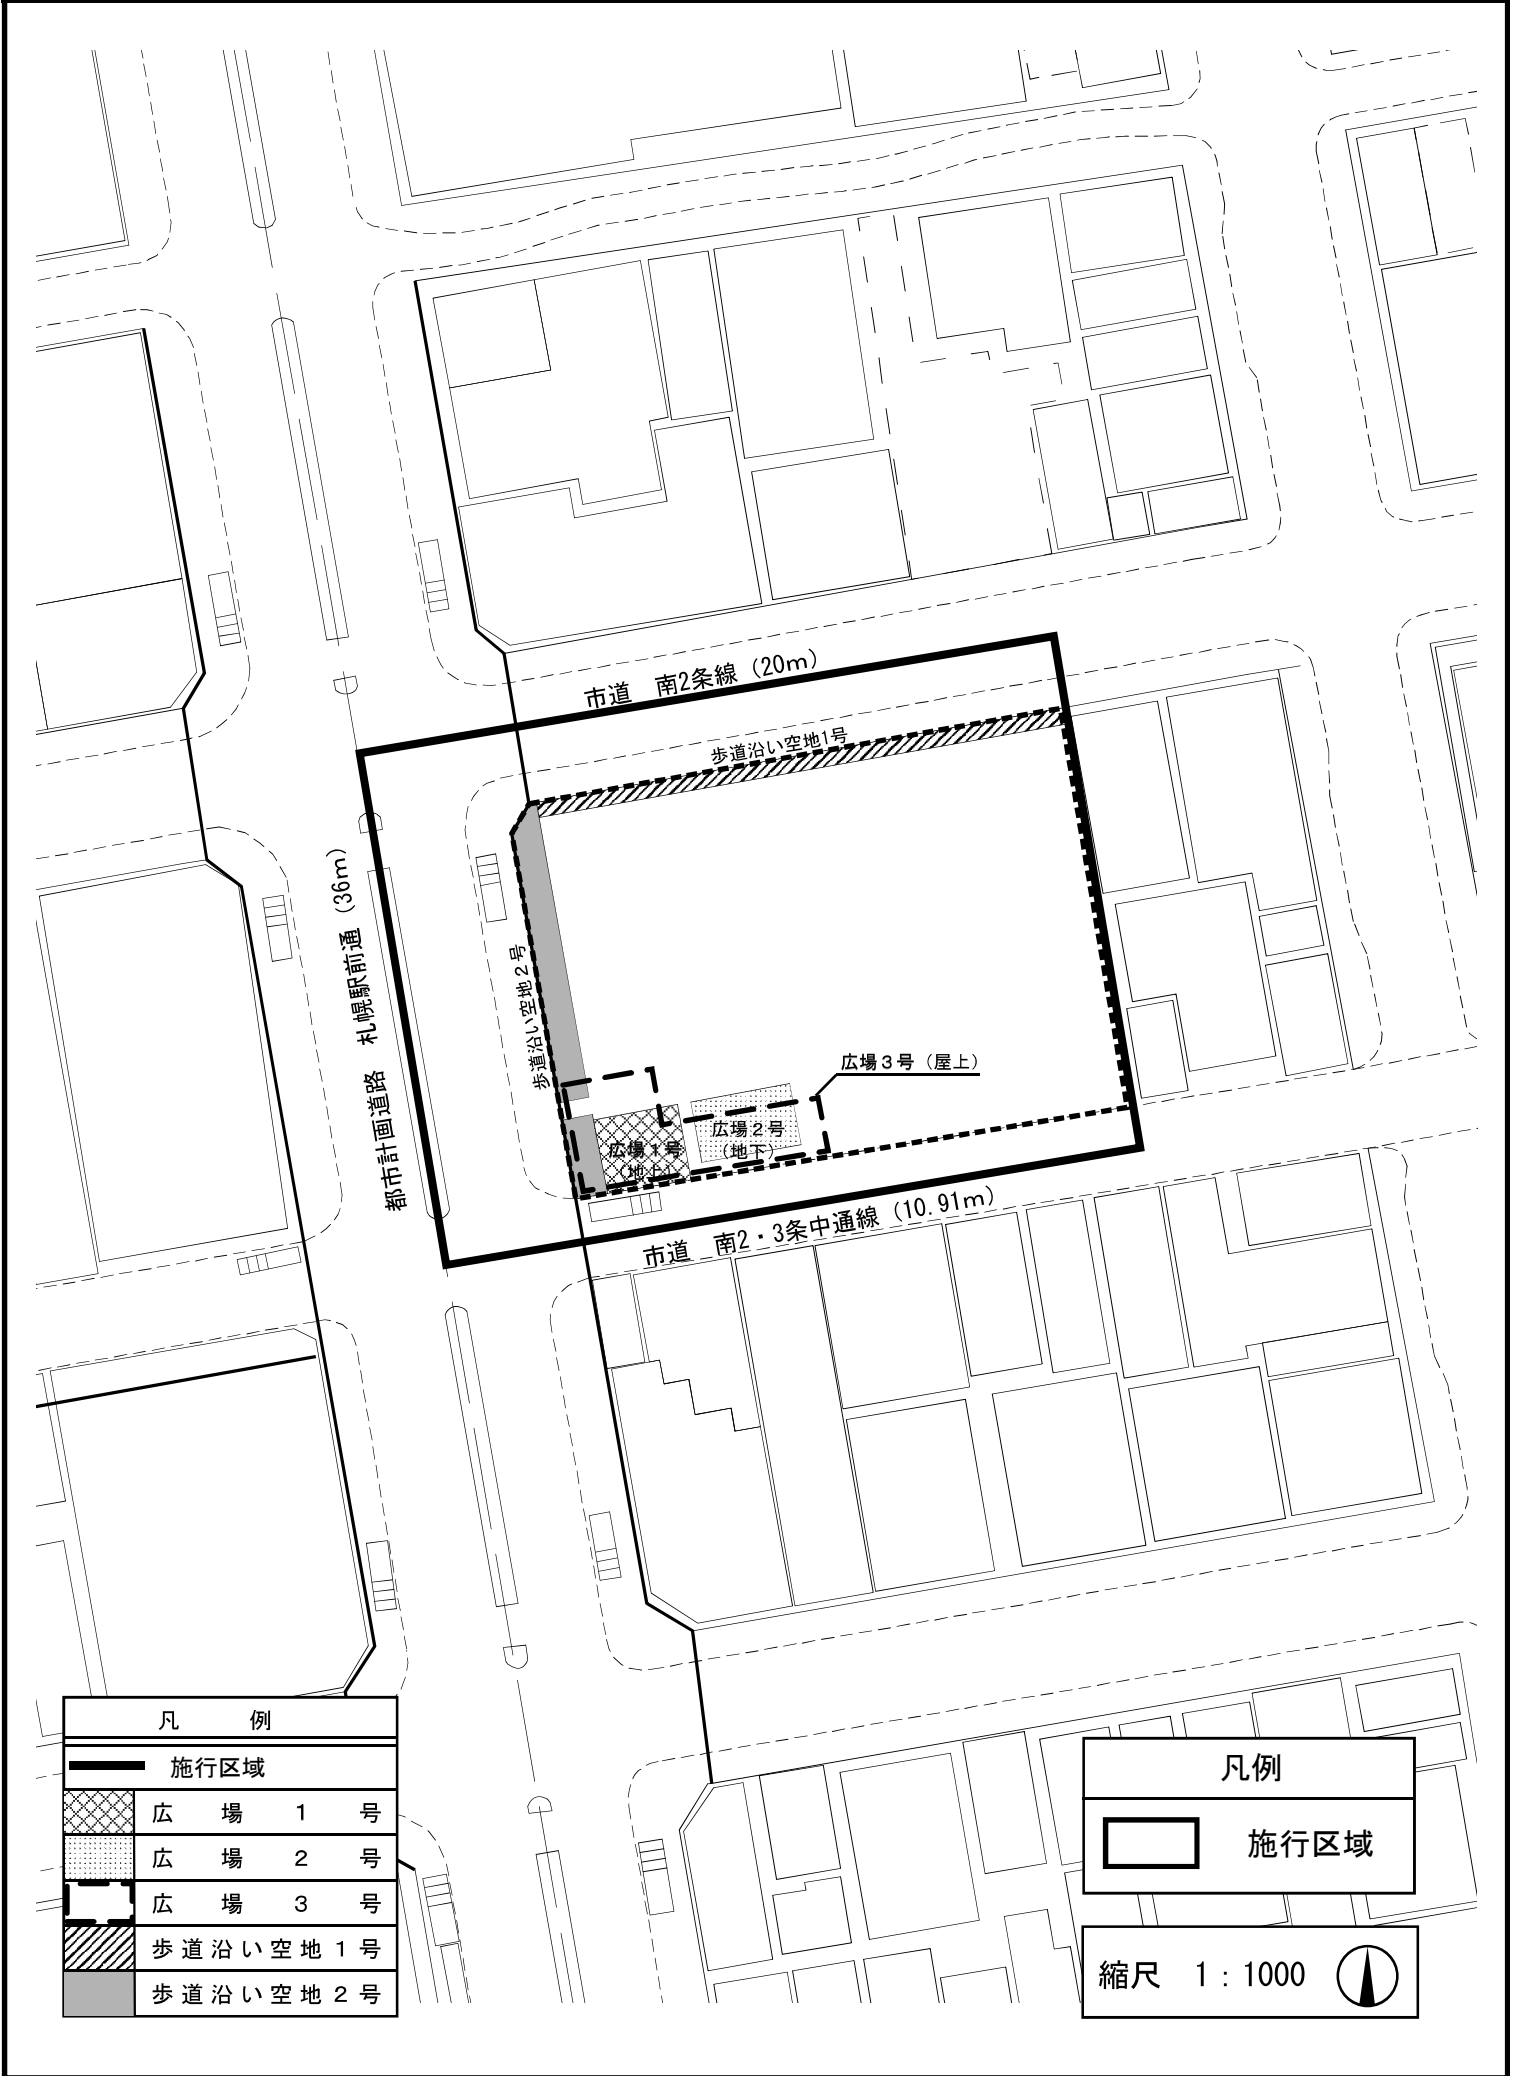 市道　南2条線（20m）
歩道沿い空地1号
都市計画道路　札幌駅前通（36m）
歩道沿い空地２号
広場３号（屋上）
広場２号
（地下）
広場１号
（地上）
市道　南2・3条中通線（10.91m）
凡　例
施行区域
広場１号
広場２号
広場３号
歩道沿い空地１号
歩道沿い空地２号
凡例
施行区域
縮尺　1：1000